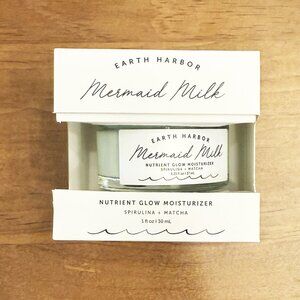 EARTH HARBOR
Mermaid Milk
EARTH HARBOR
Mermaid Milk
NUTRIENT GLOW MOISTURIZER
SPIRULINA + MATCHA
NUTRIENT GLOW MOISTURIZER
SPIRULINA + MATCHA
1 fl oz | 30 mL